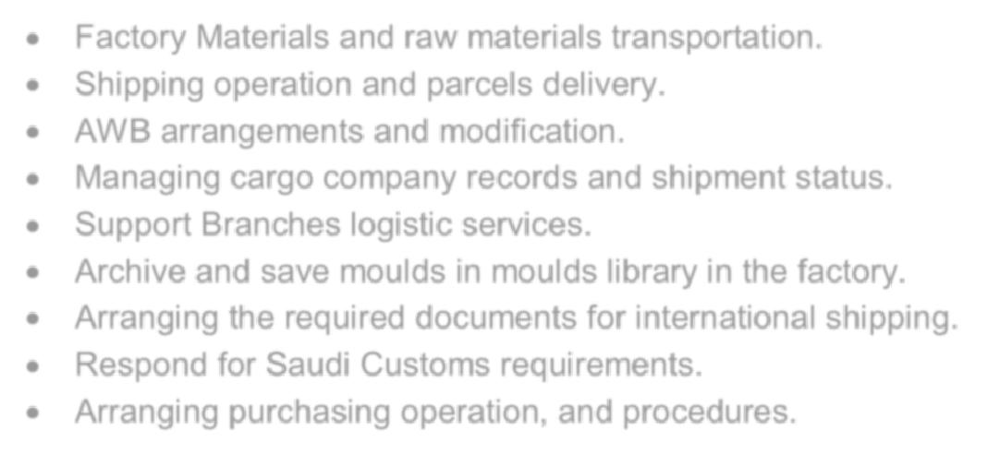 • Factory Materials and raw materials transportation.
• Shipping operation and parcels delivery.
• AWB arrangements and modification.
• Managing cargo company records and shipment status.
• Support Branches logistic services.
• Archive and save moulds in moulds library in the factory.
• Arranging the required documents for international shipping.
• Respond for Saudi Customs requirements.
• Arranging purchasing operation, and procedures.